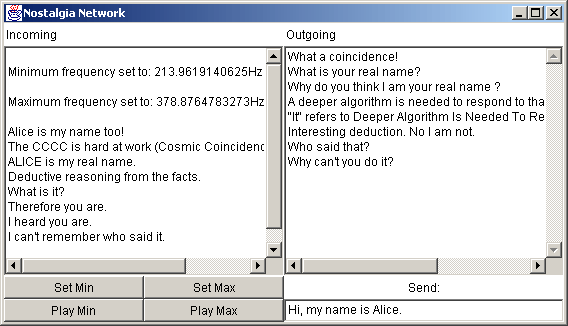 Nostalgia Network
Incoming
Minimum frequency set to: 213.9619140625Hz
Maximum frequency set to: 378.8764783273Hz
Alice is my name too!
The CCCC is hard at work (Cosmic Coincidenc
ALICE is my real name.
Deductive reasoning from the facts.
What is it?
Therefore you are.
I heard you are.
I can't remember who said it.
Outgoing
What a coincidence!
What is your real name?
Why do you think I am your real name ?
A deeper algorithm is needed to respond to tha
"It" refers to Deeper Algorithm Is Needed To Re
Interesting deduction. No I am not.
Who said that?
Why can't you do it?
Set Min
Set Max
Play Min
Play Max
Send:
Hi, my name is Alice.